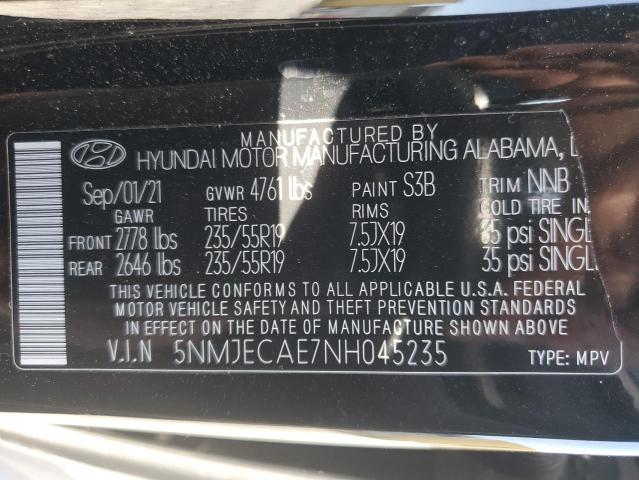 MANUFACTURED BY
HYUNDAI MOTOR MANUFACTURING ALABAMA, L
Sep/01/21 GVWR 4761 lbs PAINT S3B TRIM NNB
GAWR TIRES RIMS COLD TIRE IN
FRONT 2778 lbs 235/55R19 7.5JX19 35 psi SINGL
REAR 2646 lbs 235/55R19 7.5JX19 35 psi SINGL
THIS VEHICLE CONFORMS TO ALL APPLICABLE U.S.A. FEDERAL
MOTOR VEHICLE SAFETY AND THEFT PREVENTION STANDARDS
IN EFFECT ON THE DATE OF MANUFACTURE SHOWN ABOVE
V.I.N 5NMJECAE7NH045235 TYPE: MPV